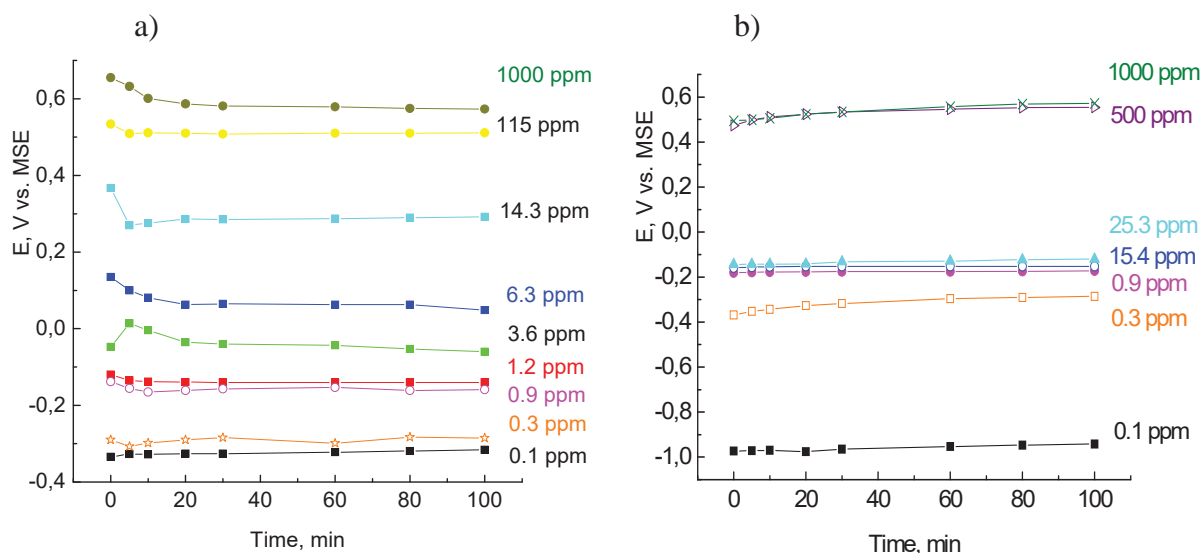 a)
E, V vs. MSE
0,6
0,4
0,2
0,0
-0,2
-0,4
0
20
40
60
80
100
Time, min
1000 ppm
115 ppm
14.3 ppm
6.3 ppm
3.6 ppm
1.2 ppm
0.9 ppm
0.3 ppm
0.1 ppm
b)
E, V vs. MSE
0,6
0,4
0,2
0,0
-0,2
-0,4
-0,6
-0,8
-1,0
0
20
40
60
80
100
Time, min
1000 ppm
500 ppm
25.3 ppm
15.4 ppm
0.9 ppm
0.3 ppm
0.1 ppm